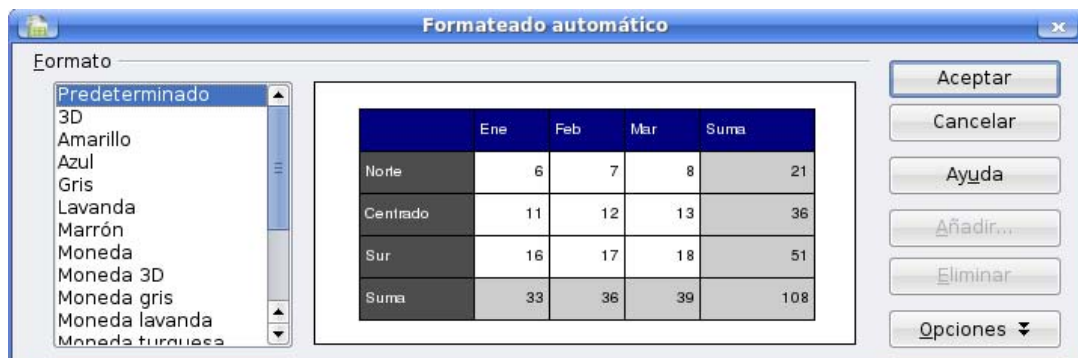 Formateado automático
Formato
Predeterminado
3D
Amarillo
Azul
Gris
Lavanda
Marrón
Moneda
Moneda 3D
Moneda gris
Moneda lavanda
Moneda turquesa
Ene Feb Mar Suma
Norte 6 7 8 21
Centrado 11 12 13 36
Sur 16 17 18 51
Suma 33 36 39 108
Aceptar
Cancelar
Ayuda
Añadir...
Eliminar
Opciones